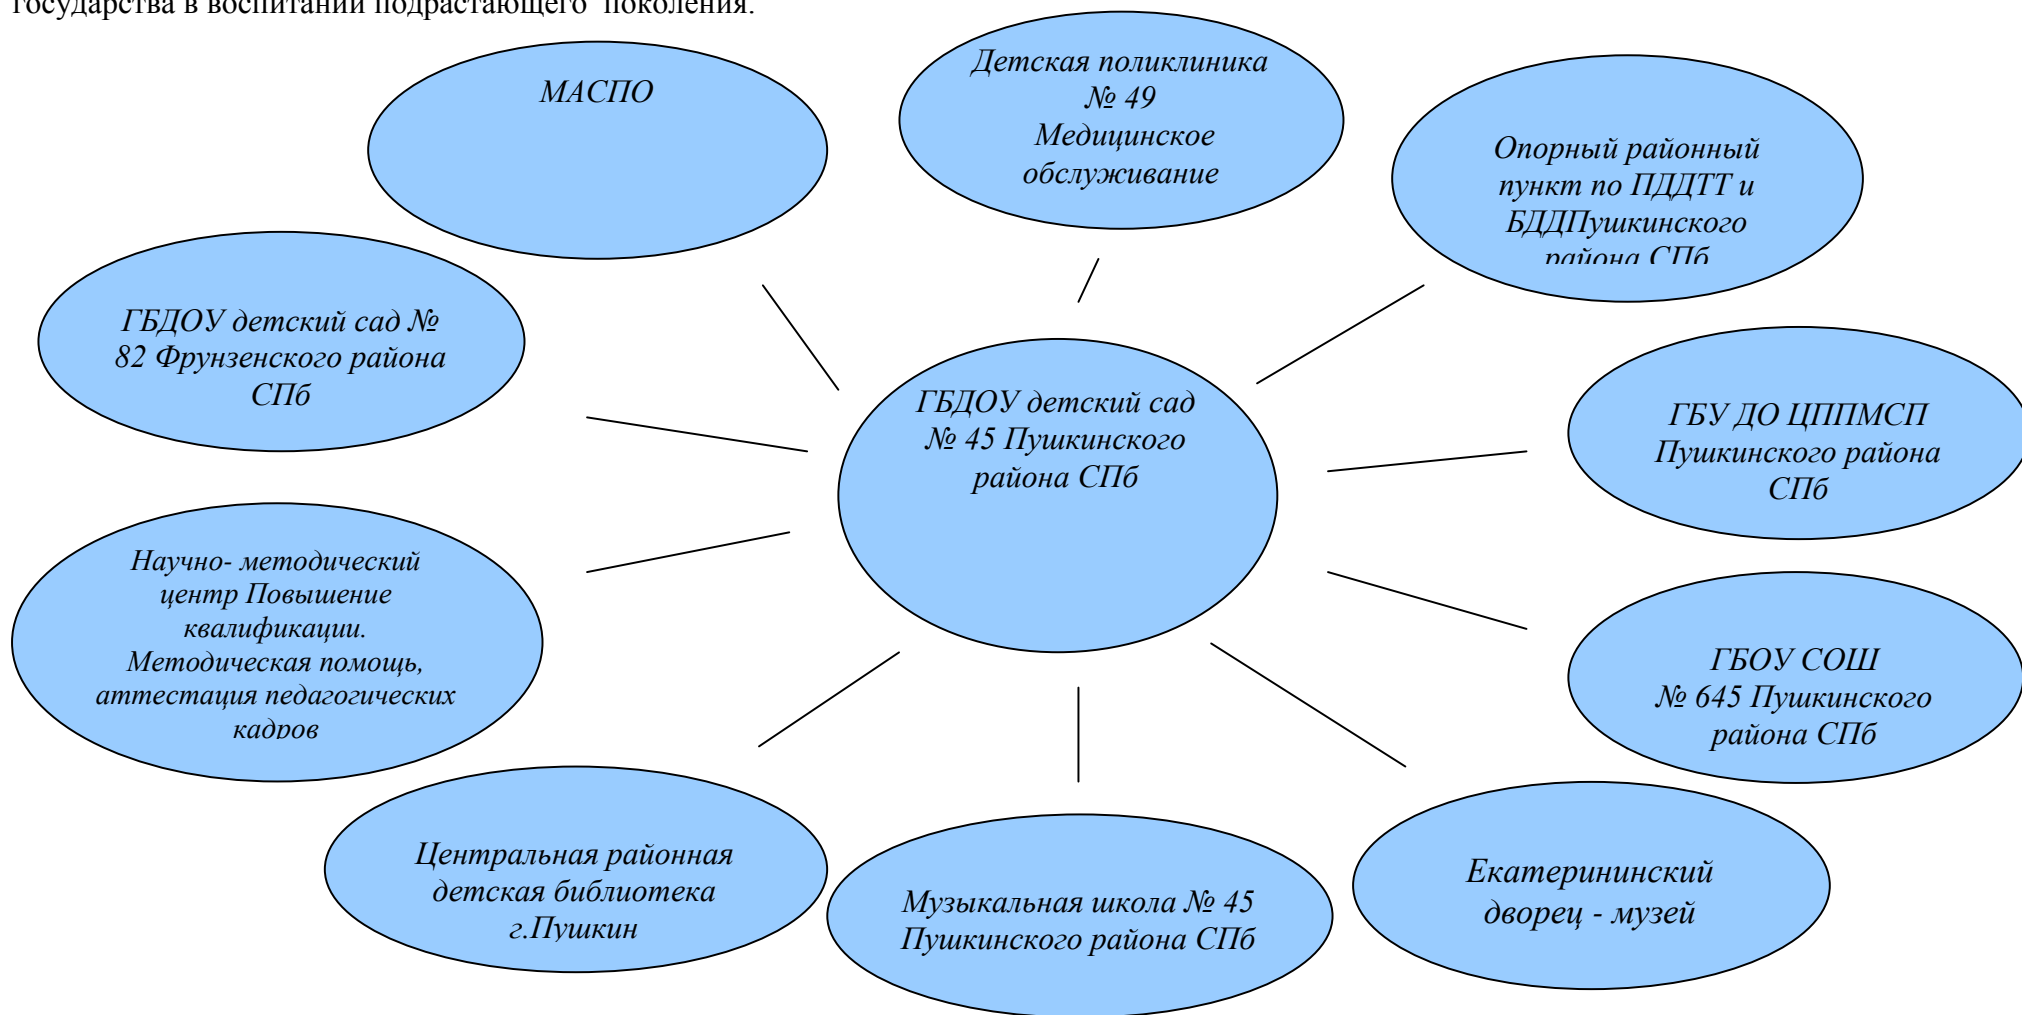 государства в воспитании подрастающего поколения.
МАСПО
Детская поликлиника
№ 49
Медицинское
обслуживание
Опорный районный
пункт по ПДДТТ и
БДДПушкинского
района СПб
ГБДОУ детский сад №
82 Фрунзенского района
СПб
ГБДОУ детский сад
№ 45 Пушкинского
района СПб
ГБУ ДО ЦППМСП
Пушкинского района
СПб
Научно- методический
центр Повышение
квалификации.
Методическая помощь,
аттестация педагогических
кадров
ГБОУ СОШ
№ 645 Пушкинского
района СПб
Центральная районная
детская библиотека
г.Пушкин
Музыкальная школа № 45
Пушкинского района СПб
Екатерининский
дворец - музей